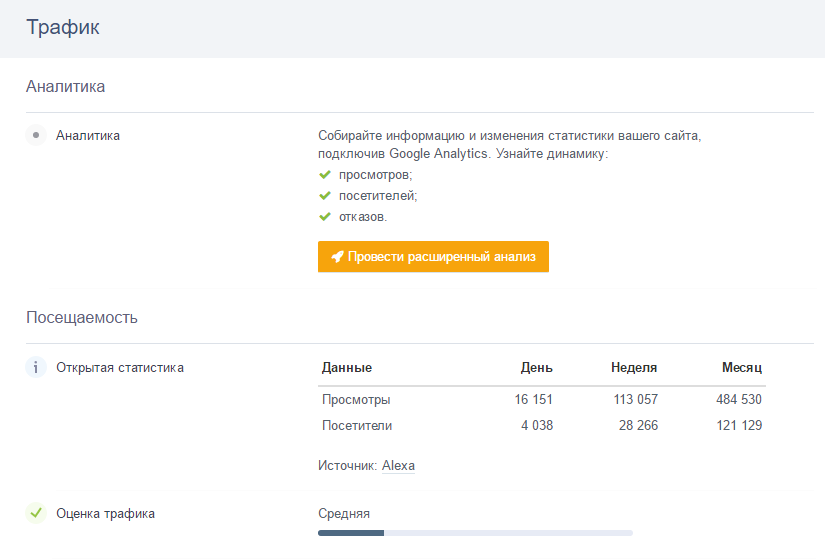 Трафик
Аналитика
Аналитика
Собирайте информацию и изменения статистики вашего сайта,
подключив Google Analytics. Узнайте динамику:
просмотров;
посетителей;
отказов.
Провести расширенный анализ
Посещаемость
Открытая статистика
Данные День Неделя Месяц
Просмотры 16 151 113 057 484 530
Посетители 4 038 28 266 121 129
Источник: Alexa
Оценка трафика
Средняя